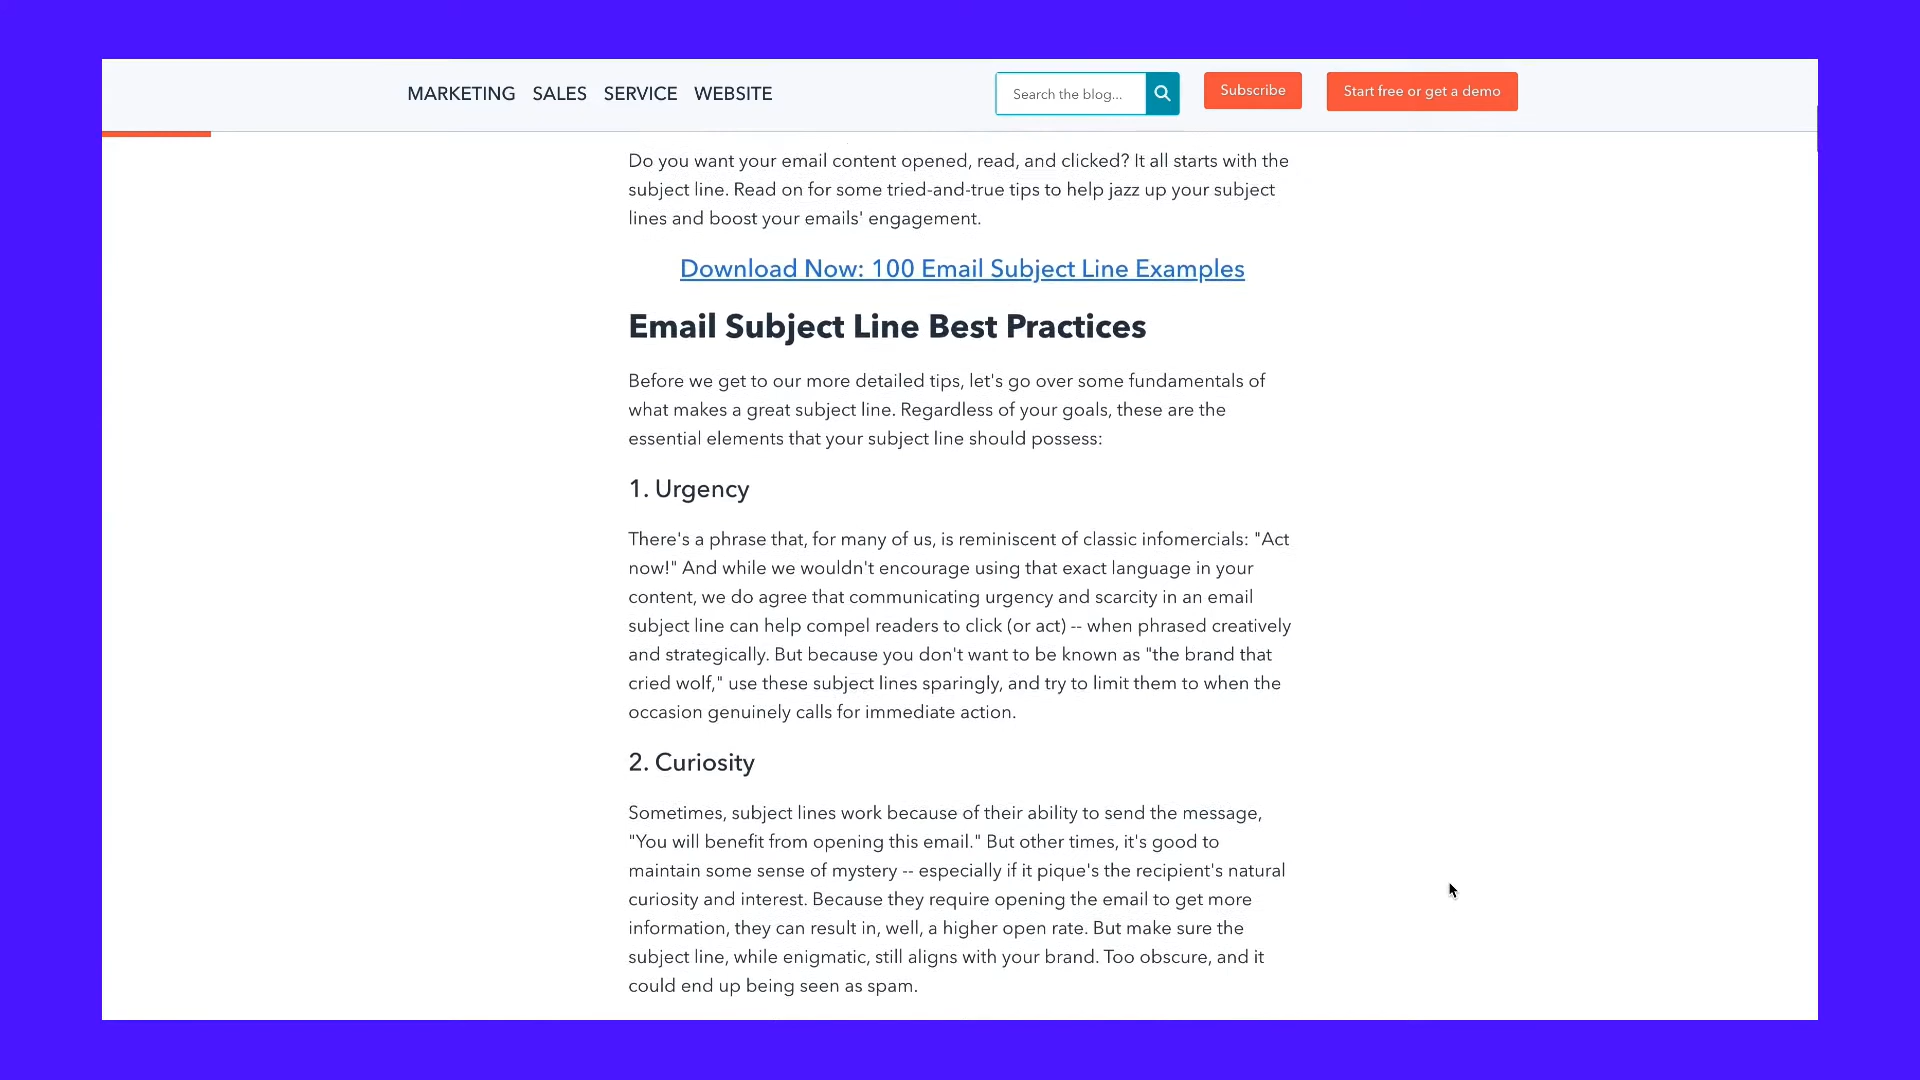 MARKETING SALES SERVICE WEBSITE
Search the blog...
Subscribe
Start free or get a demo
Do you want your email content opened, read, and clicked? It all starts with the
subject line. Read on for some tried-and-true tips to help jazz up your subject
lines and boost your emails' engagement.
Download Now: 100 Email Subject Line Examples
Email Subject Line Best Practices
Before we get to our more detailed tips, let's go over some fundamentals of
what makes a great subject line. Regardless of your goals, these are the
essential elements that your subject line should possess:
1. Urgency
There's a phrase that, for many of us, is reminiscent of classic infomercials: "Act
now!" And while we wouldn't encourage using that exact language in your
content, we do agree that communicating urgency and scarcity in an email
subject line can help compel readers to click (or act) -- when phrased creatively
and strategically. But because you don't want to be known as "the brand that
cried wolf," use these subject lines sparingly, and try to limit them to when the
occasion genuinely calls for immediate action.
2. Curiosity
Sometimes, subject lines work because of their ability to send the message,
"You will benefit from opening this email." But other times, it's good to
maintain some sense of mystery -- especially if it pique's the recipient's natural
curiosity and interest. Because they require opening the email to get more
information, they can result in, well, a higher open rate. But make sure the
subject line, while enigmatic, still aligns with your brand. Too obscure, and it
could end up being seen as spam.